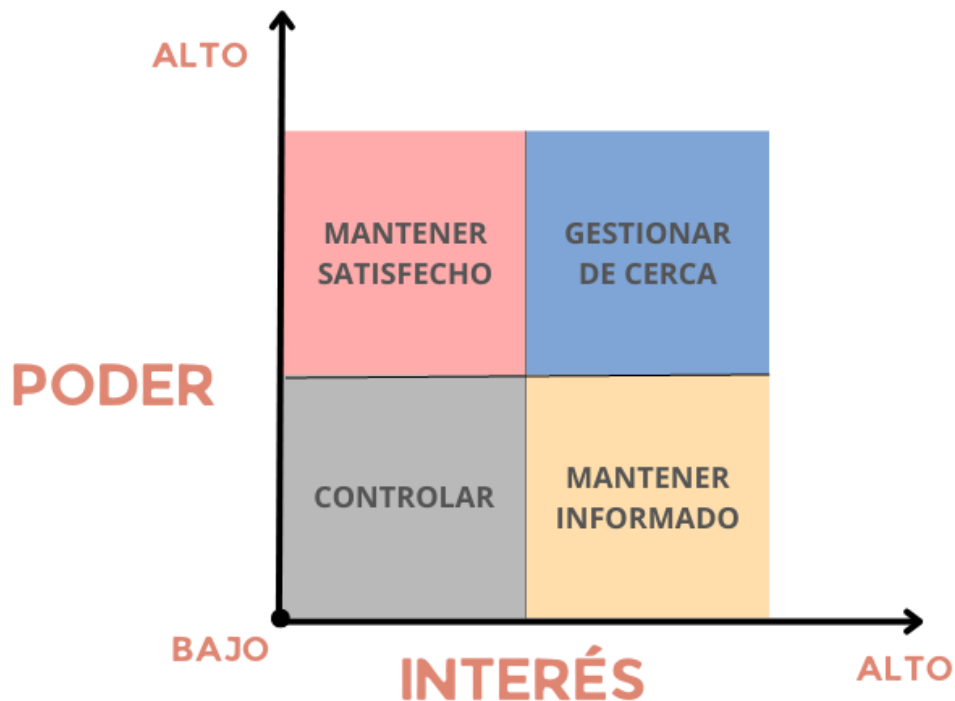 ALTO
MANTENER
SATISFECHO
GESTIONAR
DE CERCA
PODER
CONTROLAR
MANTENER
INFORMADO
BAJO
INTERÉS
ALTO